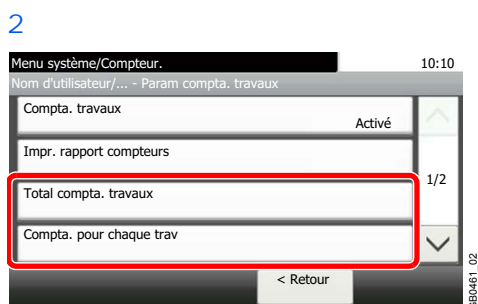 2
Menu système/Compteur. 10:10
Nom d'utilisateur/... - Param compta. travaux
Compta. travaux
Activé
Impr. rapport compteurs
1/2
Total compta. travaux
Compta. pour chaque trav
< Retour